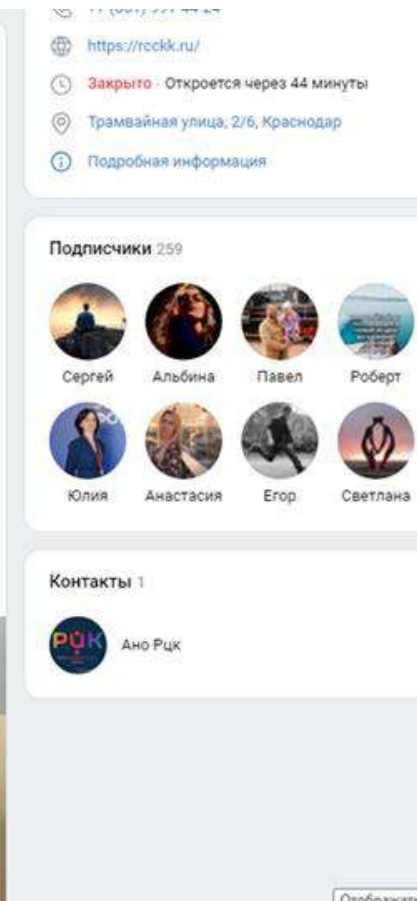 https://rcckk.ru/
Закрыто · Откроется через 44 минуты
Трамвайная улица, 2/6, Краснодар
Подробная информация
Подписчики 259
Сергей Альбина Павел Роберт
Юлия Анастасия Егор Светлана
Контакты 1
РЦК
Ано Рцк